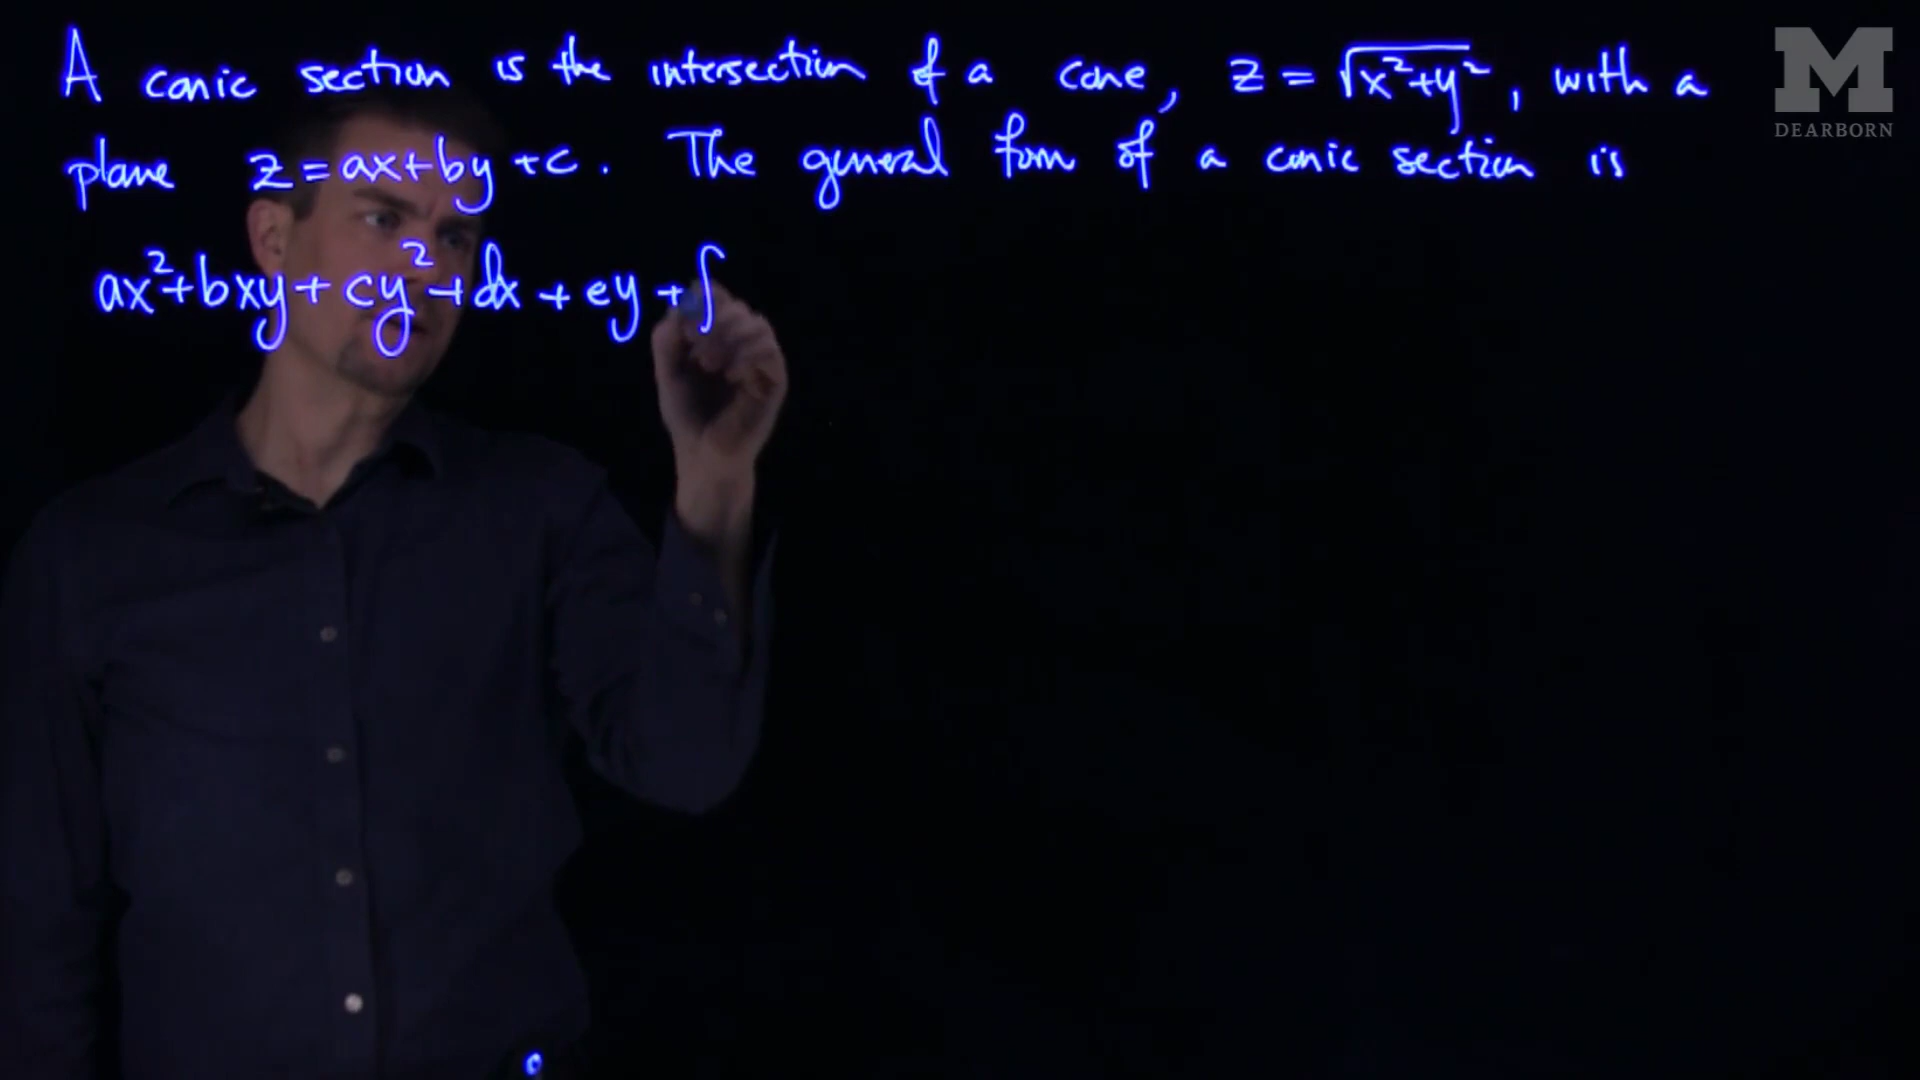 A conic section is the intersection of a cone, z = √x²+y², with a
plane z = ax+by+c. The general form of a conic section is
ax²+bxy+cy²+dx+ey+f
M
DEARBORN